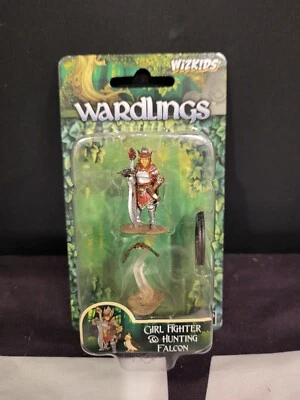 WIZKIDS
WARDLINGS
GIRL FIGHTER
& HUNTING
FALCON